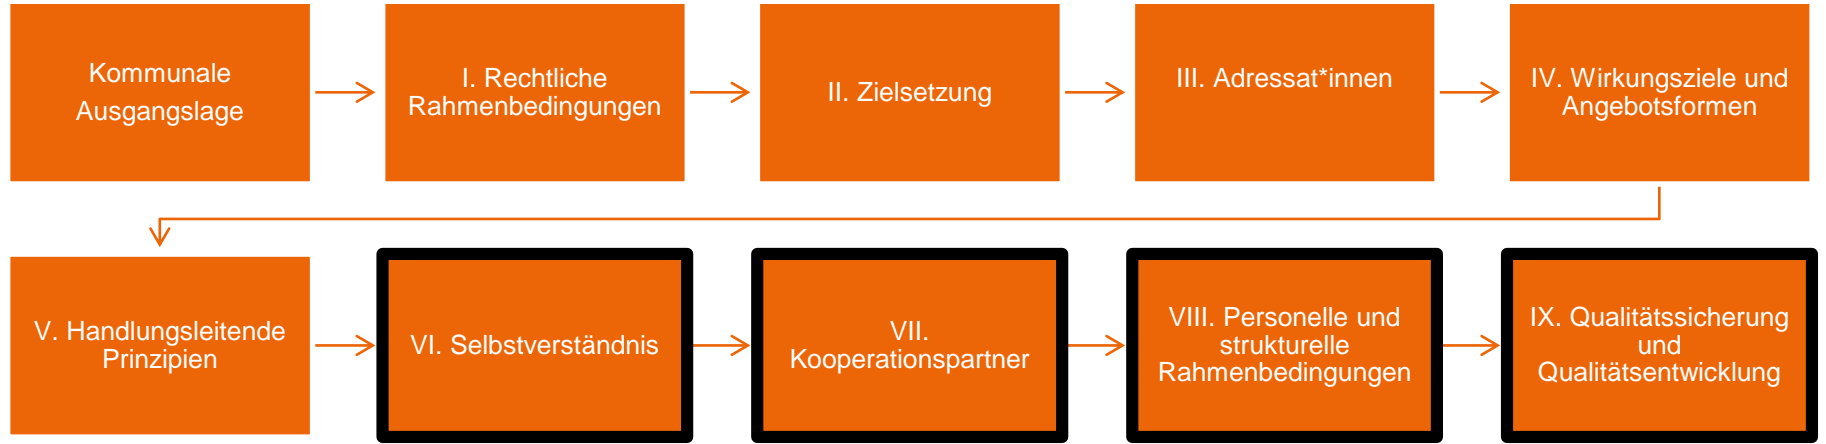 Kommunale
Ausgangslage
I. Rechtliche
Rahmenbedingungen
II. Zielsetzung
III. Adressat*innen
IV. Wirkungsziele und
Angebotsformen
V. Handlungsleitende
Prinzipien
VI. Selbstverständnis
VII.
Kooperationspartner
VIII. Personelle und
strukturelle
Rahmenbedingungen
IX. Qualitätssicherung
und
Qualitätsentwicklung